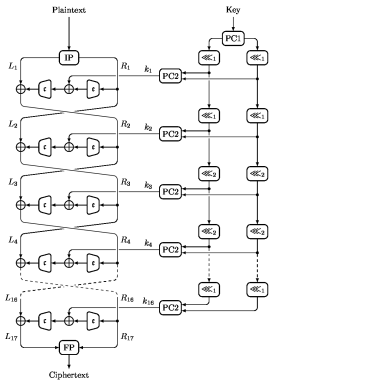 Plaintext Key
IP PC1
L1 R1 ⋘1 ⋘1
k1 PC2
⋘1 ⋘1
L2 R2 k2 PC2
⋘2 ⋘2
L3 R3 k3 PC2
⋘2 ⋘2
L4 R4 k4 PC2
⋘1 ⋘1
L16 R16 k16 PC2
L17 R17
FP
Ciphertext